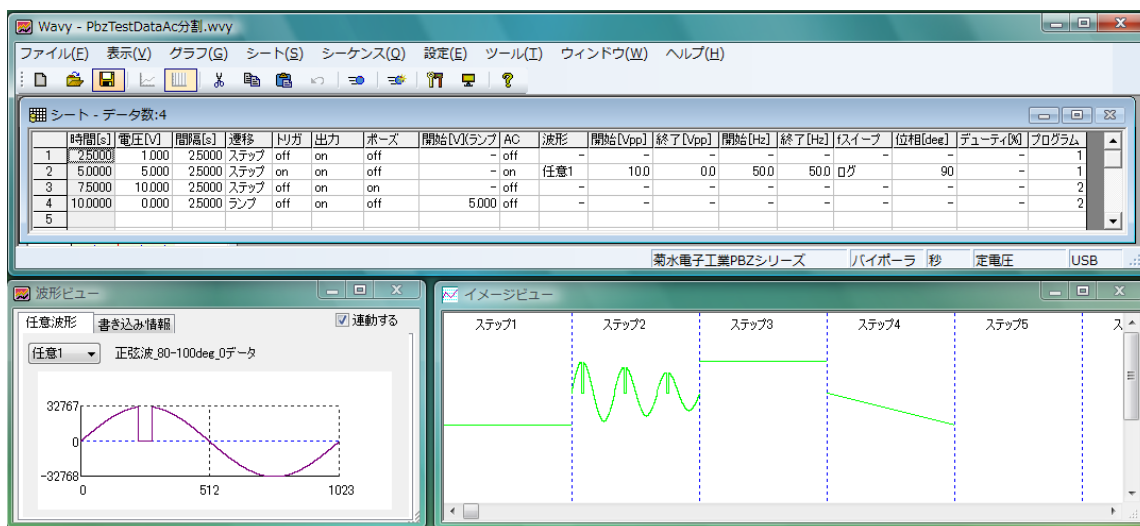 Wavy - PbzTestDataAc分割.wvy
ファイル(F) 表示(V) グラフ(G) シート(S) シーケンス(Q) 設定(E) ツール(T) ウィンドウ(W) ヘルプ(H)
シート - データ数:4
時間[s] 電圧[V] 間隔[s] 遷移 トリガ 出力 ポーズ 開始[V](ランプ) AC 波形 開始[Vpp] 終了[Vpp] 開始[Hz] 終了[Hz] fスイープ 位相[deg] デューティ[%] プログラム
1 2.5000 1.000 2.5000 ステップ off on off - off - - - - - - - - 1
2 5.0000 5.000 2.5000 ステップ off on off - on 任意1 10.0 0.0 50.0 50.0 ログ 90 - 1
3 7.5000 10.000 2.5000 ステップ off on on - off - - - - - - - - 2
4 10.0000 0.000 2.5000 ランプ off on off 5.000 off - - - - - - - - 2
5
菊水電子工業PBZシリーズ バイポーラ 秒 定電圧 USB
波形ビュー
任意波形 書き込み情報 連動する
任意1 正弦波_80-100deg_0データ
32767
0
-32768
0 512 1023
イメージビュー
ステップ1 ステップ2 ステップ3 ステップ4 ステップ5